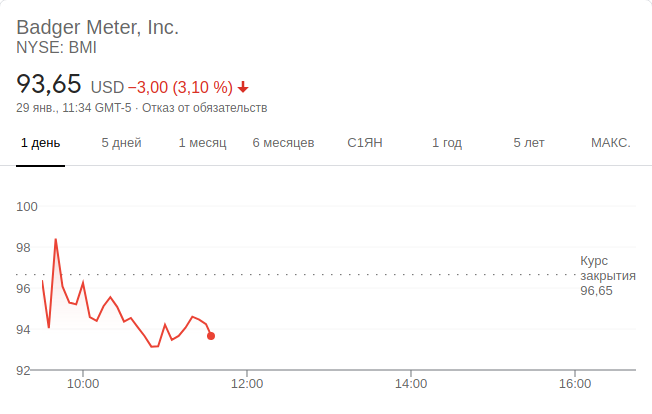 Badger Meter, Inc.
NYSE: BMI
93,65 USD −3,00 (3,10 %)
29 янв., 11:34 GMT-5 · Отказ от обязательств
1 день 5 дней 1 месяц 6 месяцев С1ЯН 1 год 5 лет МАКС.
100
98
Курс
закрытия
96,65
96
94
92
10:00 12:00 14:00 16:00